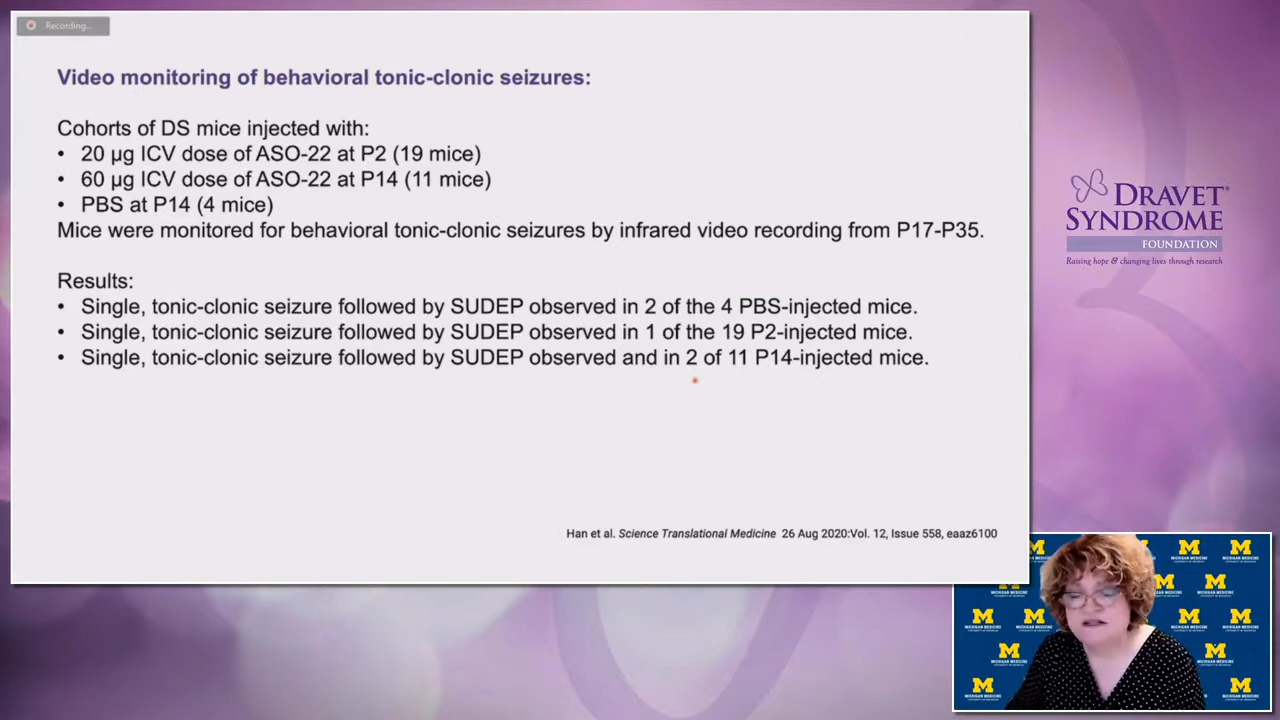 Recording...
Video monitoring of behavioral tonic-clonic seizures:
Cohorts of DS mice injected with:
• 20 µg ICV dose of ASO-22 at P2 (19 mice)
• 60 µg ICV dose of ASO-22 at P14 (11 mice)
• PBS at P14 (4 mice)
Mice were monitored for behavioral tonic-clonic seizures by infrared video recording from P17-P35.
Results:
• Single, tonic-clonic seizure followed by SUDEP observed in 2 of the 4 PBS-injected mice.
• Single, tonic-clonic seizure followed by SUDEP observed in 1 of the 19 P2-injected mice.
• Single, tonic-clonic seizure followed by SUDEP observed and in 2 of 11 P14-injected mice.
Han et al. Science Translational Medicine 26 Aug 2020:Vol. 12, Issue 558, eaaz6100
DRAVET
SYNDROME
FOUNDATION
Raising hope & changing lives through research
M
MICHIGAN MEDICINE